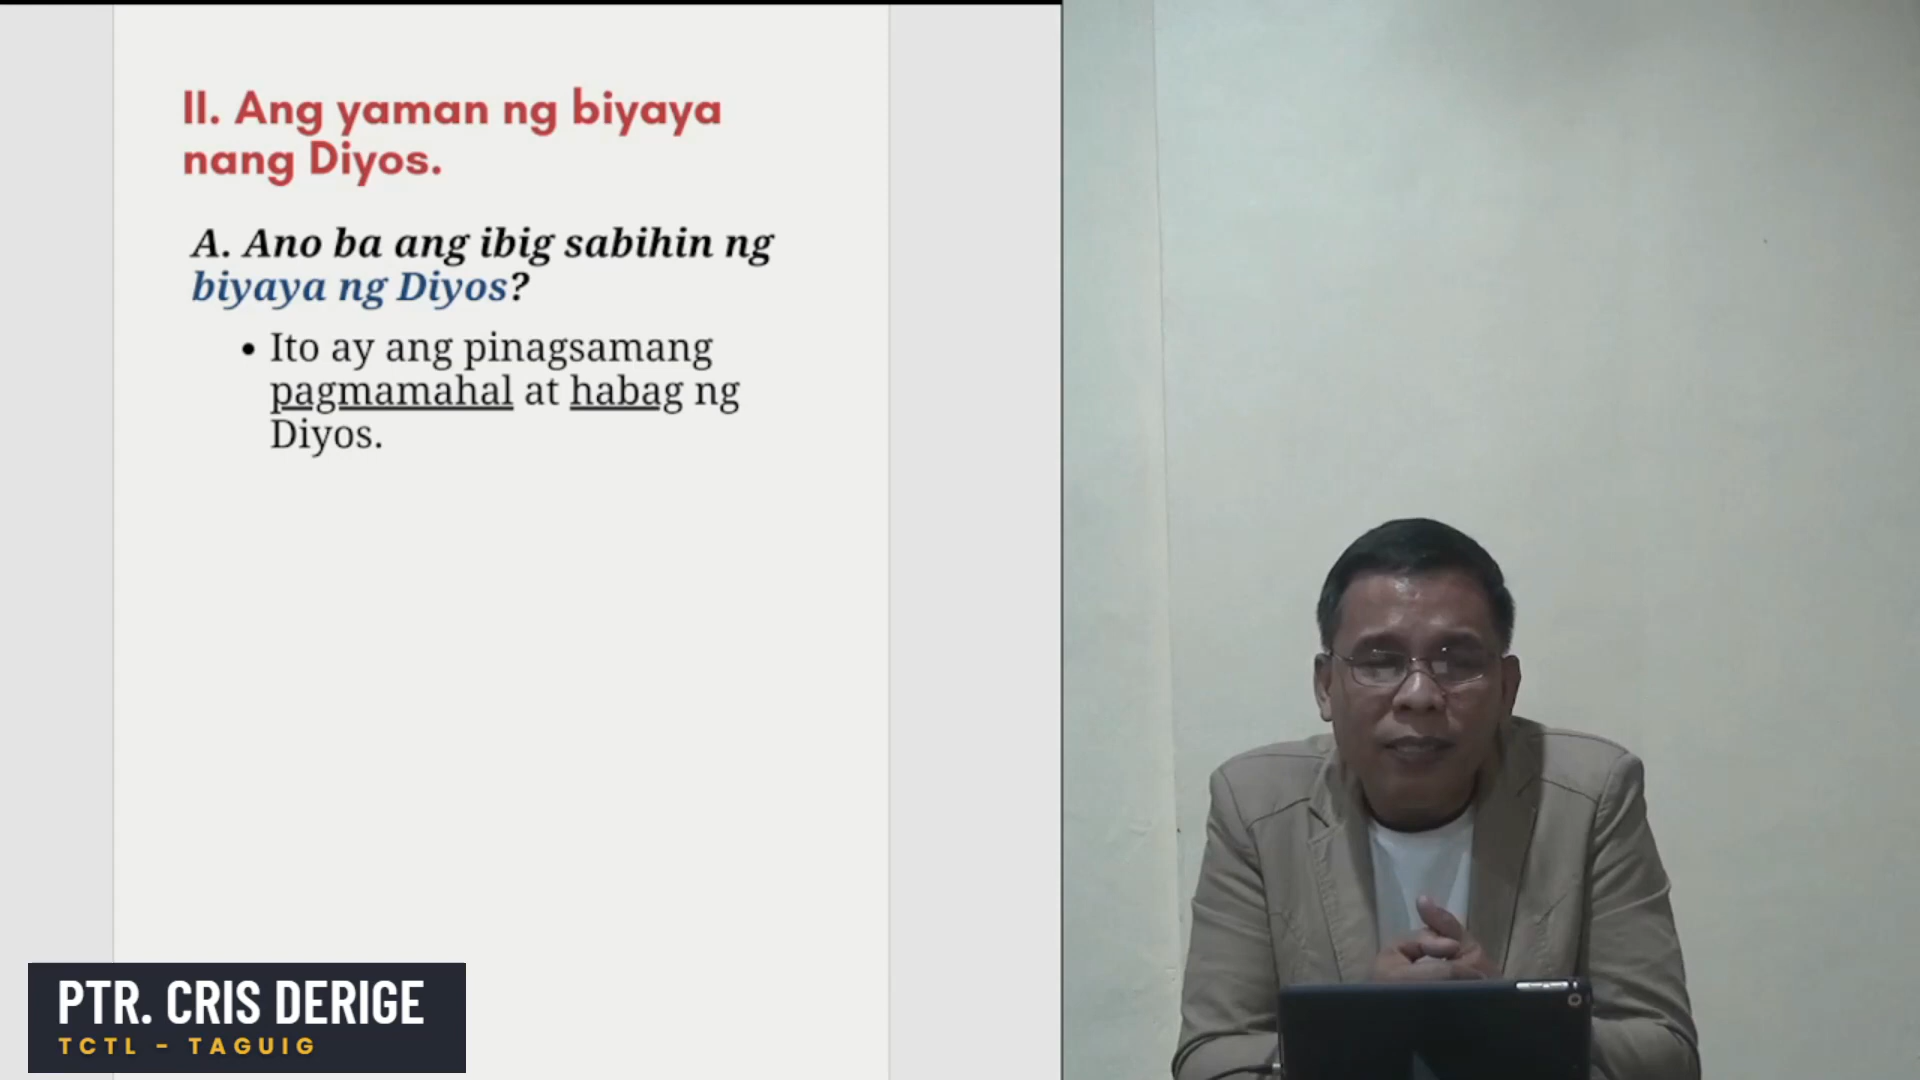 II. Ang yaman ng biyaya
nang Diyos.
A. Ano ba ang ibig sabihin ng
biyaya ng Diyos?
• Ito ay ang pinagsamang
pagmamahal at habag ng
Diyos.
PTR. CRIS DERIGE
TCTL - TAGUIG